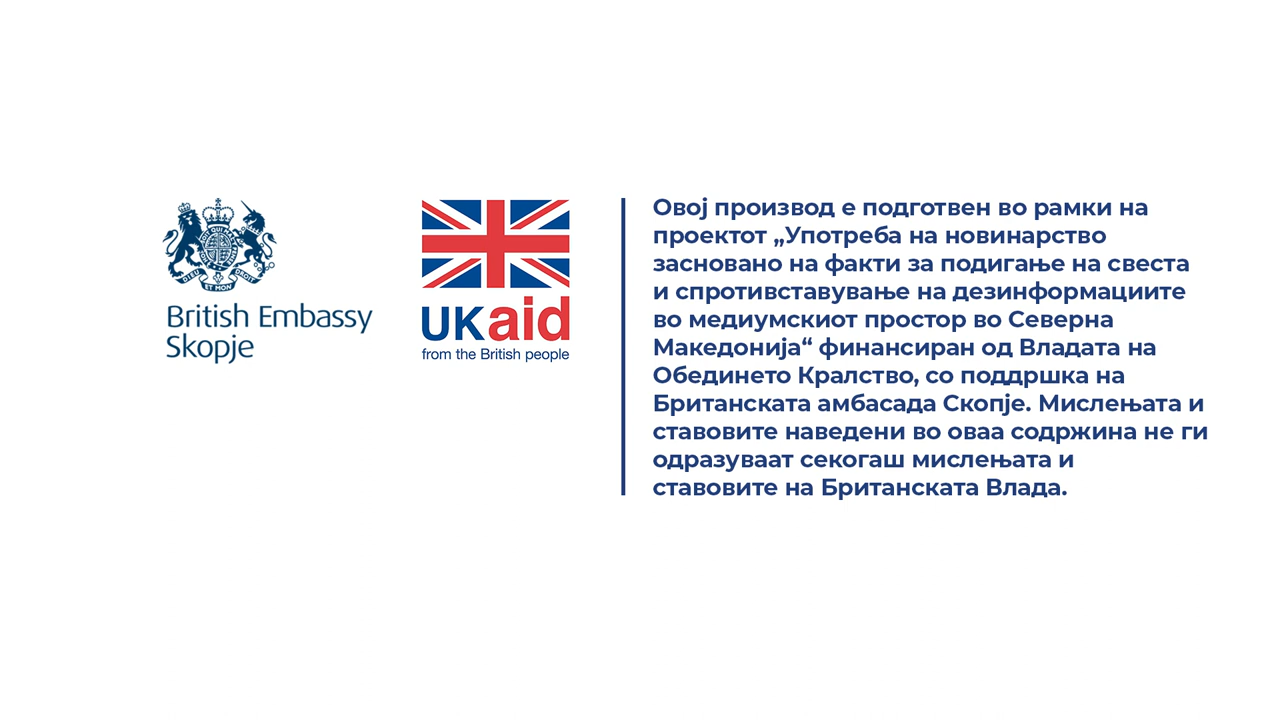 British Embassy
Skopje
UKaid
from the British people
Овој производ е подготвен во рамки на
проектот „Употреба на новинарство
засновано на факти за подигање на свеста
и спротивставување на дезинформациите
во медиумскиот простор во Северна
Македонија“ финансиран од Владата на
Обединето Кралство, со поддршка на
Британската амбасада Скопје. Мислењата и
ставовите наведени во оваа содржина не ги
одразуваат секогаш мислењата и
ставовите на Британската Влада.